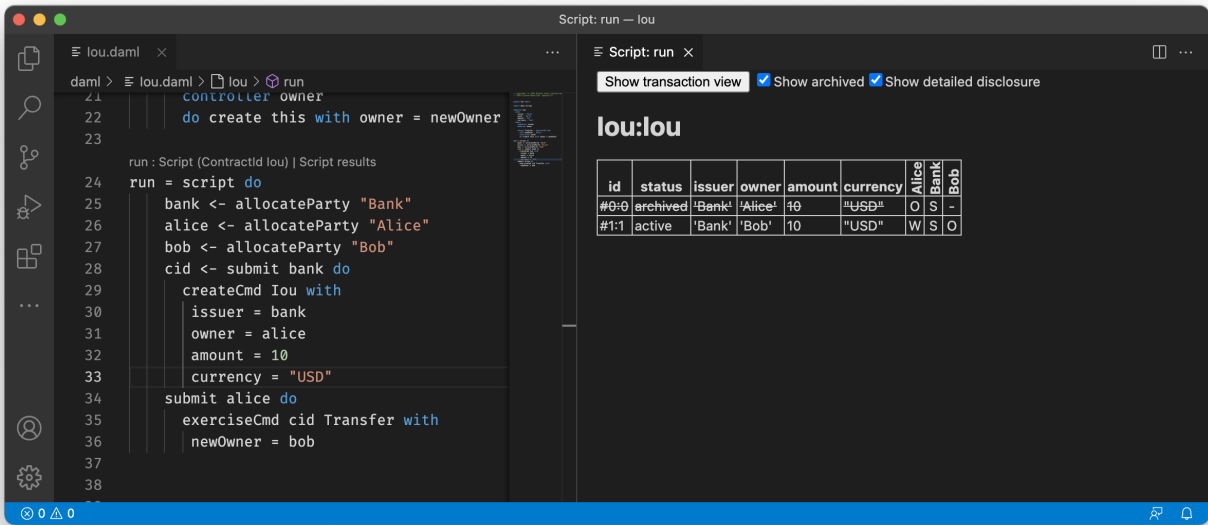 Script: run — Iou
Iou.daml
Script: run
daml > Iou.daml > Iou > run
Show transaction view Show archived Show detailed disclosure
21 controller owner
22 do create this with owner = newOwner
23
run : Script (ContractId Iou) | Script results
24 run = script do
25 bank <- allocateParty "Bank"
26 alice <- allocateParty "Alice"
27 bob <- allocateParty "Bob"
28 cid <- submit bank do
29 createCmd Iou with
30 issuer = bank
31 owner = alice
32 amount = 10
33 currency = "USD"
34 submit alice do
35 exerciseCmd cid Transfer with
36 newOwner = bob
37
38
Iou:Iou
id status issuer owner amount currency Alice Bank Bob
#0:0 archived 'Bank' 'Alice' 10 "USD" O S -
#1:1 active 'Bank' 'Bob' 10 "USD" W S O
0 0